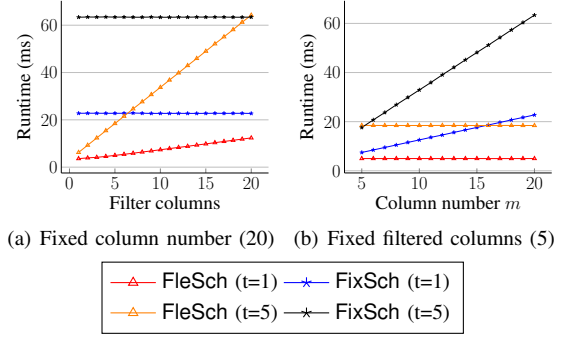 60
40
20
0
Runtime (ms)
0 5 10 15 20
Filter columns
60
40
20
0
Runtime (ms)
5 10 15 20
Column number m
(a) Fixed column number (20)
(b) Fixed filtered columns (5)
FleSch (t=1) FixSch (t=1)
FleSch (t=5) FixSch (t=5)